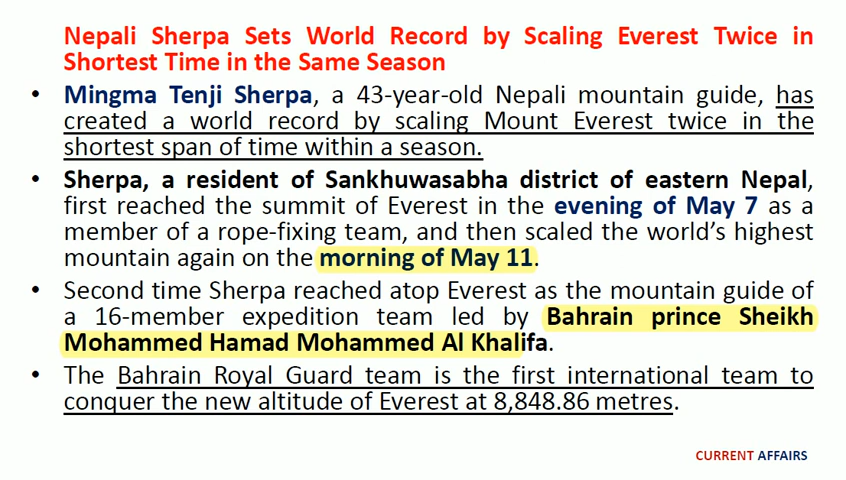 Nepali Sherpa Sets World Record by Scaling Everest Twice in
Shortest Time in the Same Season
• Mingma Tenji Sherpa, a 43-year-old Nepali mountain guide, has
created a world record by scaling Mount Everest twice in the
shortest span of time within a season.
• Sherpa, a resident of Sankhuwasabha district of eastern Nepal,
first reached the summit of Everest in the evening of May 7 as a
member of a rope-fixing team, and then scaled the world's highest
mountain again on the morning of May 11.
• Second time Sherpa reached atop Everest as the mountain guide of
a 16-member expedition team led by Bahrain prince Sheikh
Mohammed Hamad Mohammed Al Khalifa.
• The Bahrain Royal Guard team is the first international team to
conquer the new altitude of Everest at 8,848.86 metres.
CURRENT AFFAIRS